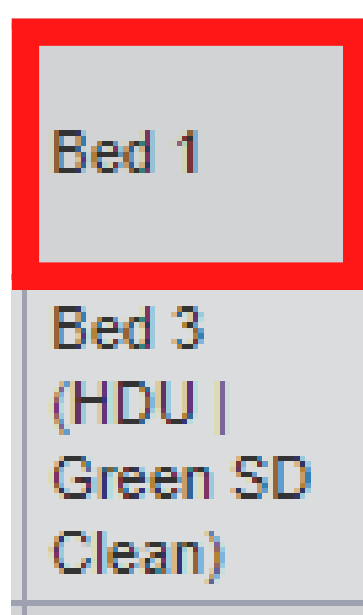 Bed 1
Bed 3
(HDU |
Green SD
Clean)